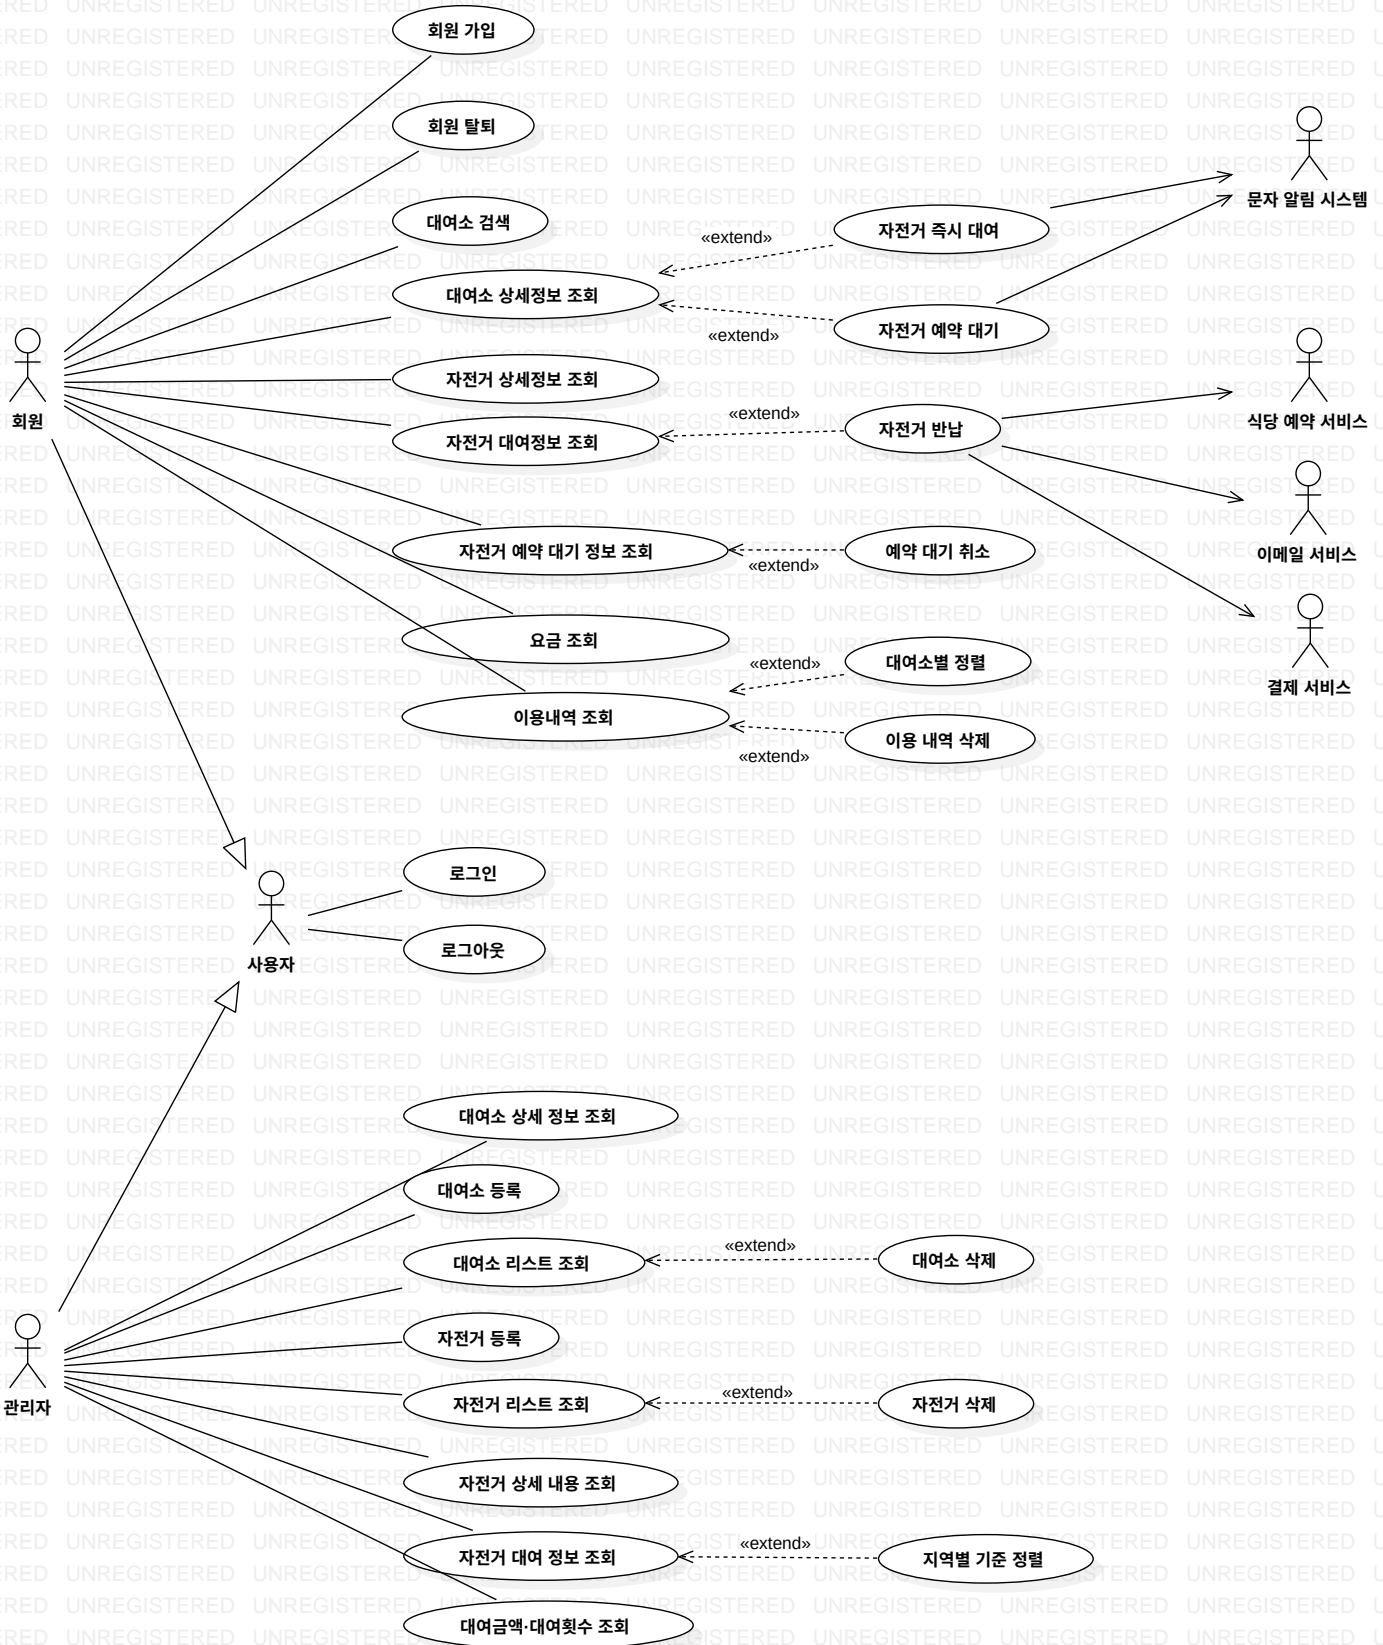 회원 가입
회원 탈퇴
대여소 검색
«extend»
자전거 즉시 대여
문자 알림 시스템
대여소 상세정보 조회
«extend»
자전거 예약 대기
회원
자전거 상세정보 조회
자전거 대여정보 조회
«extend»
자전거 반납
식당 예약 서비스
이메일 서비스
자전거 예약 대기 정보 조회
«extend»
예약 대기 취소
요금 조회
«extend»
대여소별 정렬
결제 서비스
이용내역 조회
«extend»
이용 내역 삭제
로그인
로그아웃
사용자
대여소 상세 정보 조회
대여소 등록
대여소 리스트 조회
«extend»
대여소 삭제
자전거 등록
관리자
자전거 리스트 조회
«extend»
자전거 삭제
자전거 상세 내용 조회
자전거 대여 정보 조회
«extend»
지역별 기준 정렬
대여금액·대여횟수 조회
UNREGISTERED